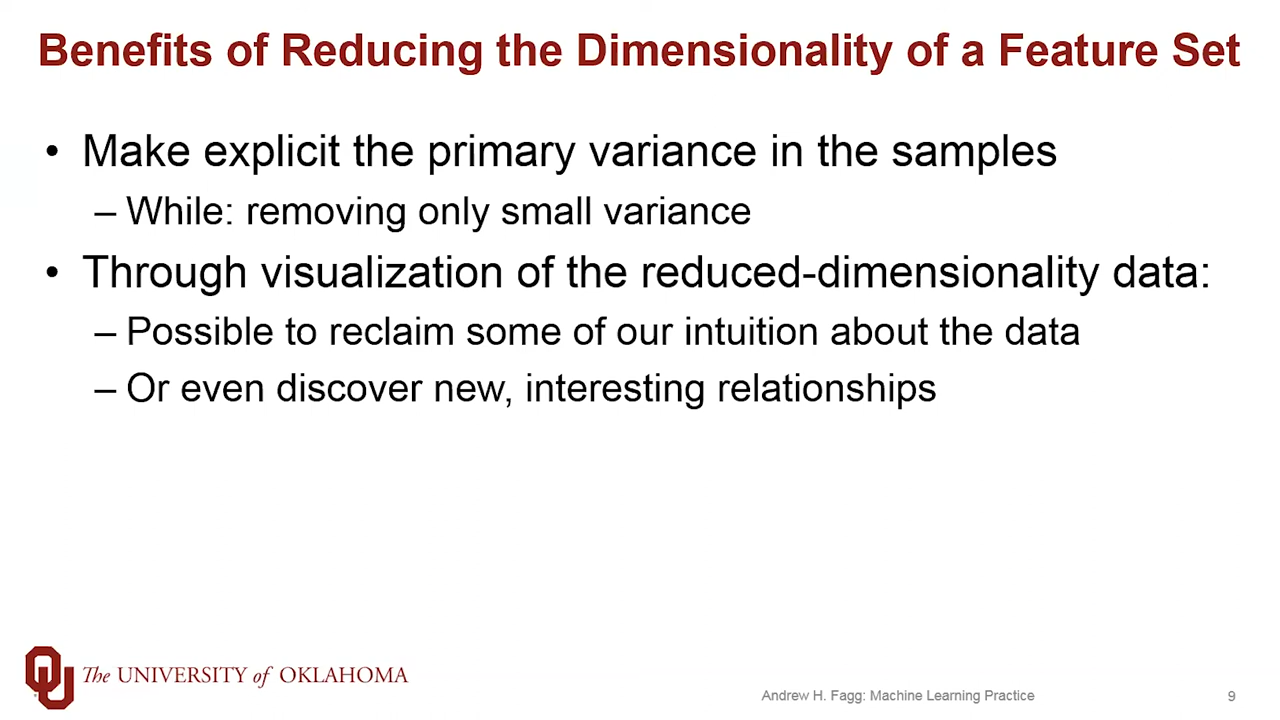 Benefits of Reducing the Dimensionality of a Feature Set
• Make explicit the primary variance in the samples
– While: removing only small variance
• Through visualization of the reduced-dimensionality data:
– Possible to reclaim some of our intuition about the data
– Or even discover new, interesting relationships
The UNIVERSITY of OKLAHOMA
Andrew H. Fagg: Machine Learning Practice
9